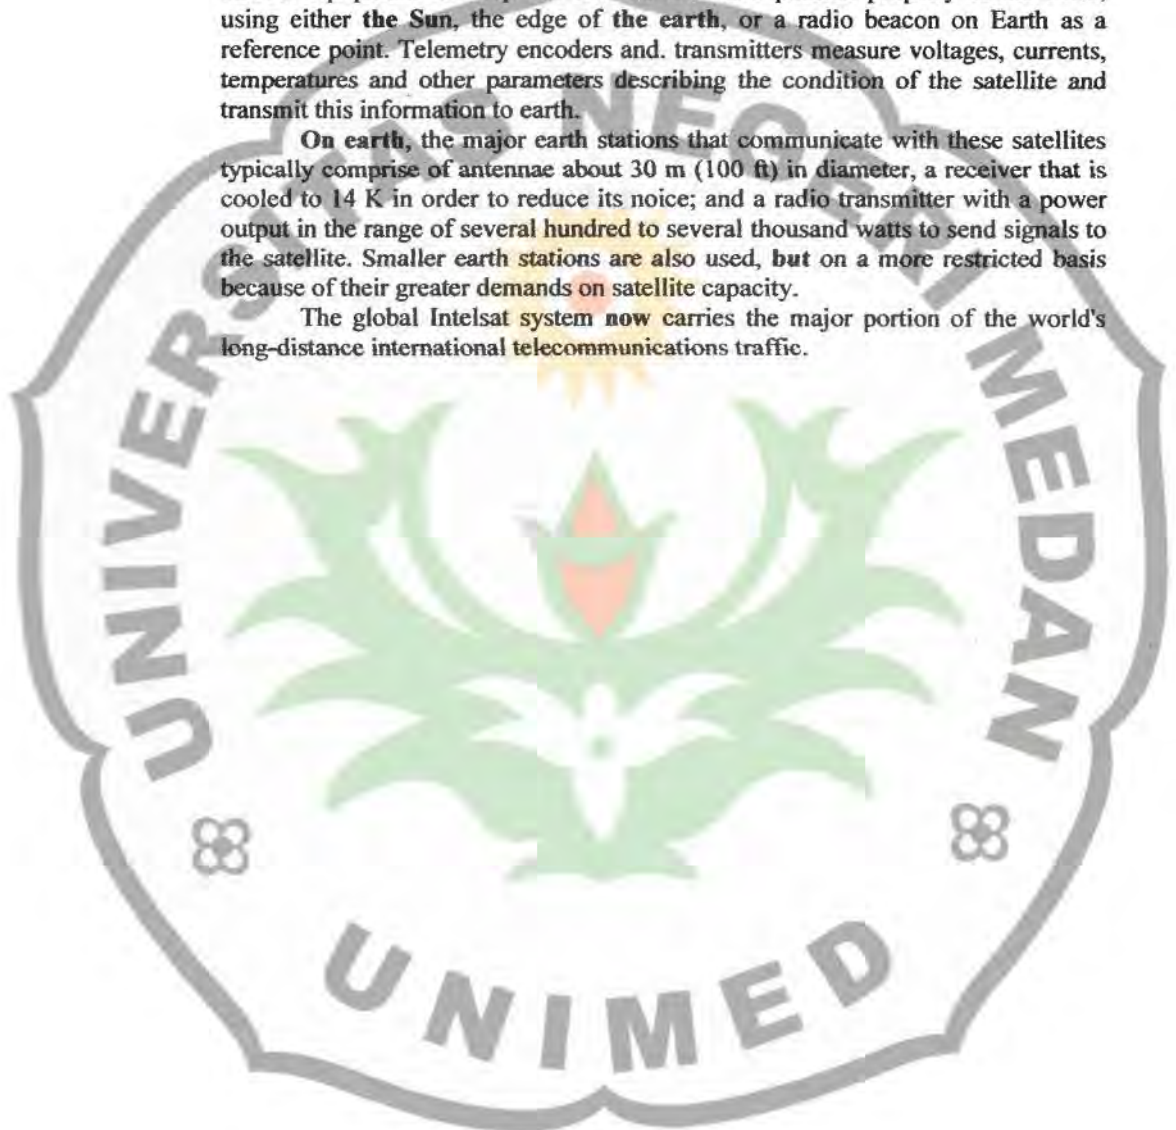 using either the Sun, the edge of the earth, or a radio beacon on Earth as a
reference point. Telemetry encoders and. transmitters measure voltages, currents,
temperatures and other parameters describing the condition of the satellite and
transmit this information to earth.
On earth, the major earth stations that communicate with these satellites
typically comprise of antennae about 30 m (100 ft) in diameter, a receiver that is
cooled to 14 K in order to reduce its noice; and a radio transmitter with a power
output in the range of several hundred to several thousand watts to send signals to
the satellite. Smaller earth stations are also used, but on a more restricted basis
because of their greater demands on satellite capacity.
The global Intelsat system now carries the major portion of the world's
long-distance international telecommunications traffic.
UNIVERSITAS NEGERI MEDAN
UNIMED